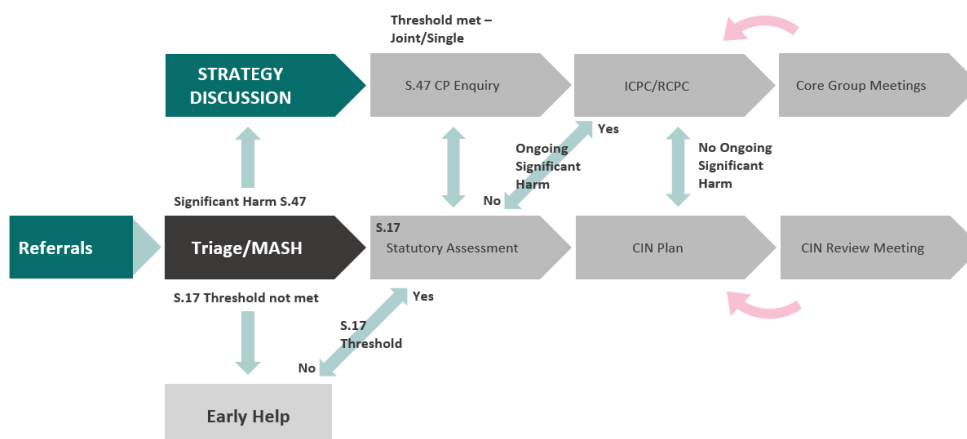 Threshold met –
Joint/Single
STRATEGY
DISCUSSION
S.47 CP Enquiry
ICPC/RCPC
Core Group Meetings
Yes
Ongoing
Significant
Harm
No
No Ongoing
Significant
Harm
Significant Harm S.47
Referrals
Triage/MASH
S.17
Statutory Assessment
CIN Plan
CIN Review Meeting
S.17 Threshold not met
Yes
S.17
Threshold
No
Early Help